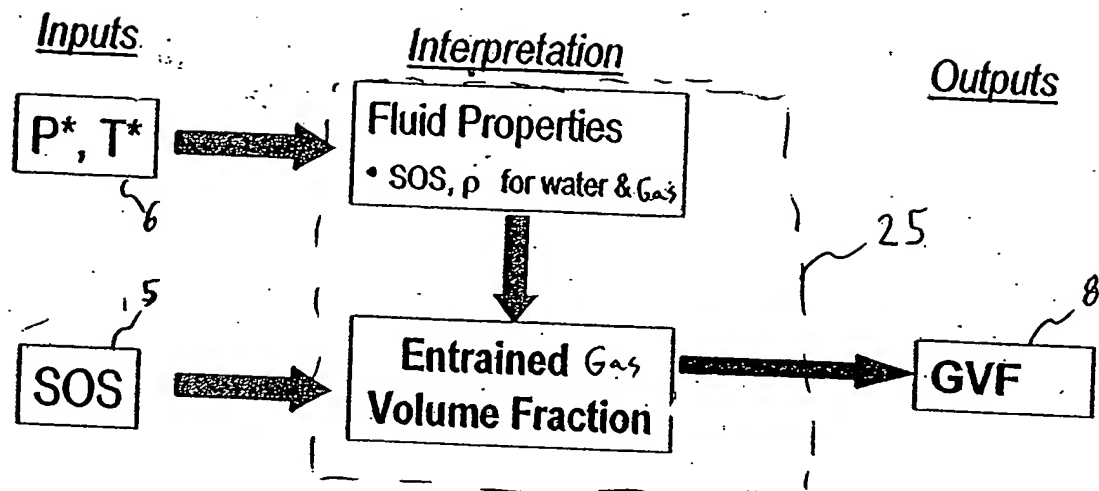 Inputs
Interpretation
Outputs
P*, T*
6
Fluid Properties
• SOS, ρ for water & Gas
25
5
SOS
Entrained Gas
Volume Fraction
8
GVF